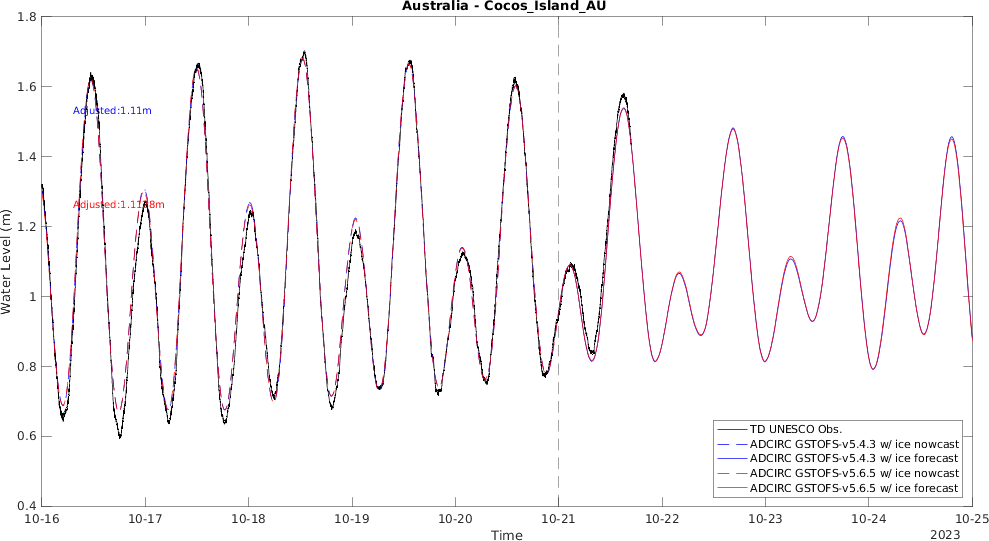 Australia - Cocos_Island_AU
1.8
1.6
1.4
1.2
1
0.8
0.6
0.4
Water Level (m)
Adjusted:1.11m
TD UNESCO Obs.
ADCIRC GSTOFS-v5.4.3 w/ ice nowcast
ADCIRC GSTOFS-v5.4.3 w/ ice forecast
ADCIRC GSTOFS-v5.6.5 w/ ice nowcast
ADCIRC GSTOFS-v5.6.5 w/ ice forecast
10-16 10-17 10-18 10-19 10-20 10-21 10-22 10-23 10-24 10-25
Time
2023